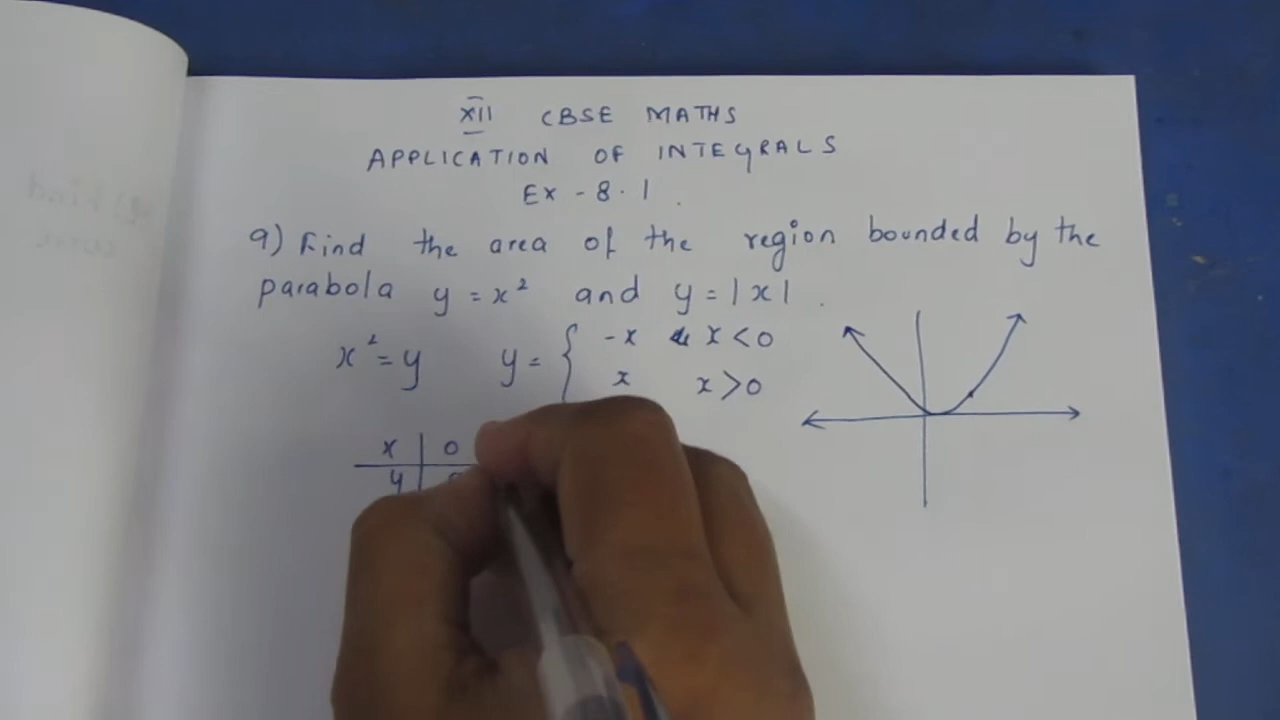 XII CBSE MATHS
APPLICATION OF INTEGRALS
EX - 8.1.
9) Find the area of the region bounded by the
parabola y = x² and y = |x|.
x² = y y = { -x x < 0
x x > 0
x 0
y